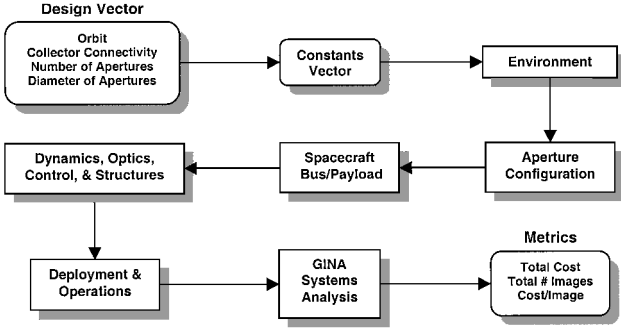 Design Vector
Orbit
Collector Connectivity
Number of Apertures
Diameter of Apertures
Constants
Vector
Environment
Aperture
Configuration
Spacecraft
Bus/Payload
Dynamics, Optics,
Control, & Structures
Deployment &
Operations
GINA
Systems
Analysis
Metrics
Total Cost
Total # Images
Cost/Image